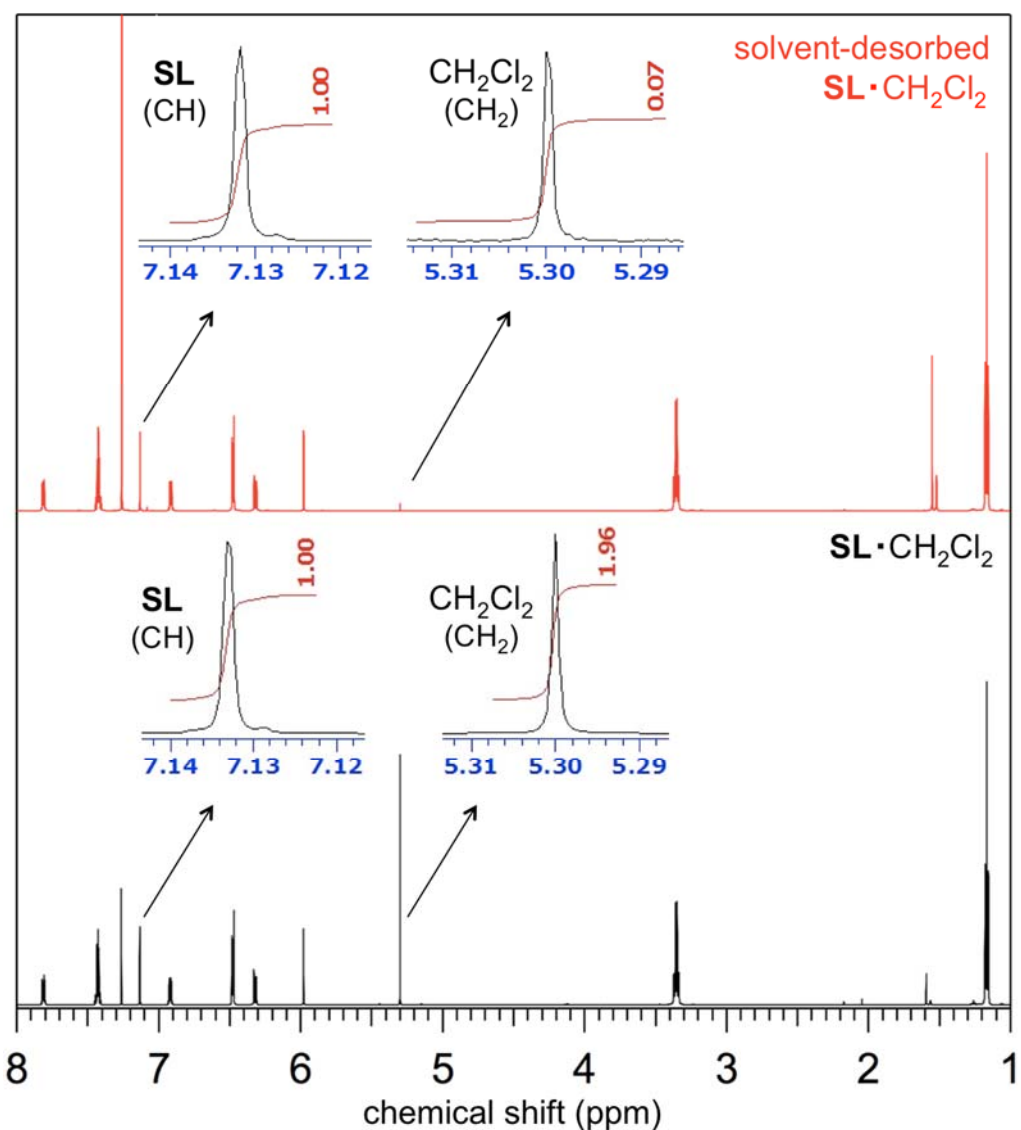 solvent-desorbed
SL·CH₂Cl₂
SL
(CH)
1.00
CH₂Cl₂
(CH₂)
0.07
7.14 7.13 7.12
5.31 5.30 5.29
SL·CH₂Cl₂
SL
(CH)
1.00
CH₂Cl₂
(CH₂)
1.96
7.14 7.13 7.12
5.31 5.30 5.29
8 7 6 5 4 3 2 1
chemical shift (ppm)